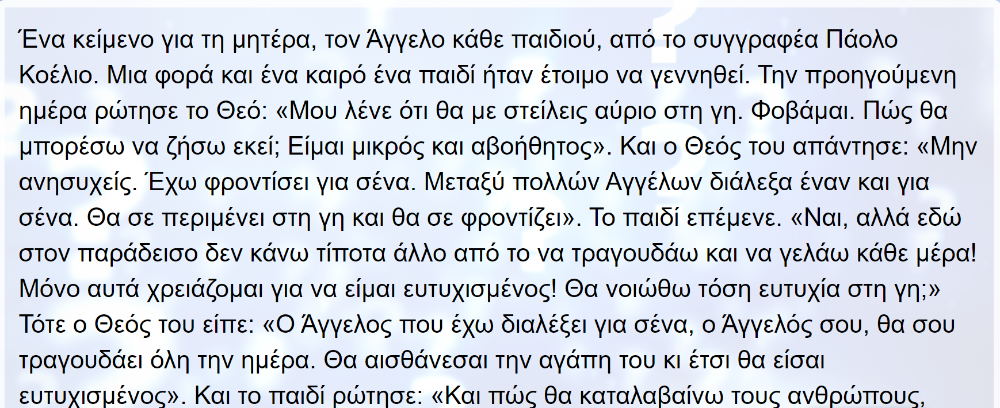 Ένα κείμενο για τη μητέρα, τον Άγγελο κάθε παιδιού, από το συγγραφέα Πάολο
Κοέλιο. Μια φορά και ένα καιρό ένα παιδί ήταν έτοιμο να γεννηθεί. Την προηγούμενη
ημέρα ρώτησε το Θεό: «Μου λένε ότι θα με στείλεις αύριο στη γη. Φοβάμαι. Πώς θα
μπορέσω να ζήσω εκεί; Είμαι μικρός και αβοήθητος». Και ο Θεός του απάντησε: «Μην
ανησυχείς. Έχω φροντίσει για σένα. Μεταξύ πολλών Αγγέλων διάλεξα έναν και για
σένα. Θα σε περιμένει στη γη και θα σε φροντίζει». Το παιδί επέμενε. «Ναι, αλλά εδώ
στον παράδεισο δεν κάνω τίποτα άλλο από το να τραγουδάω και να γελάω κάθε μέρα!
Μόνο αυτά χρειάζομαι για να είμαι ευτυχισμένος! Θα νοιώθω τόση ευτυχία στη γη;»
Τότε ο Θεός του είπε: «Ο Άγγελος που έχω διαλέξει για σένα, ο Άγγελός σου, θα σου
τραγουδάει όλη την ημέρα. Θα αισθάνεσαι την αγάπη του κι έτσι θα είσαι
ευτυχισμένος». Και το παιδί ρώτησε: «Και πώς θα καταλαβαίνω τους ανθρώπους,